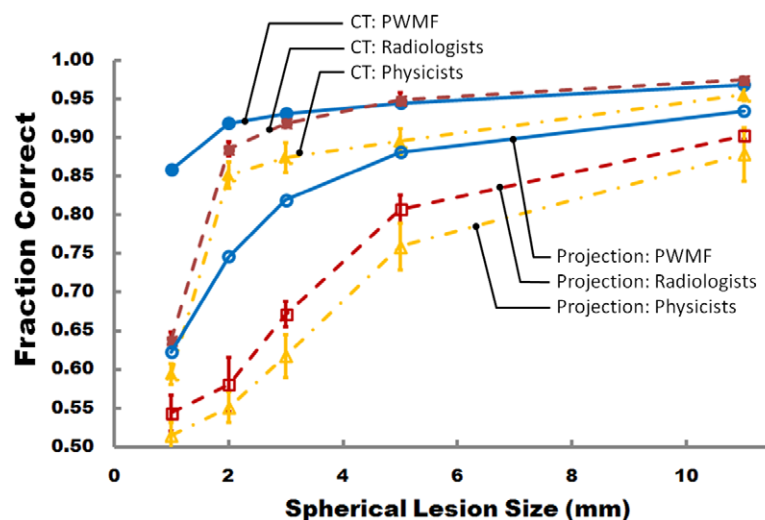 CT: PWMF
CT: Radiologists
CT: Physicists
1.00
0.95
0.90
0.85
0.80
0.75
0.70
0.65
0.60
0.55
0.50
Fraction Correct
Projection: PWMF
Projection: Radiologists
Projection: Physicists
0 2 4 6 8 10
Spherical Lesion Size (mm)